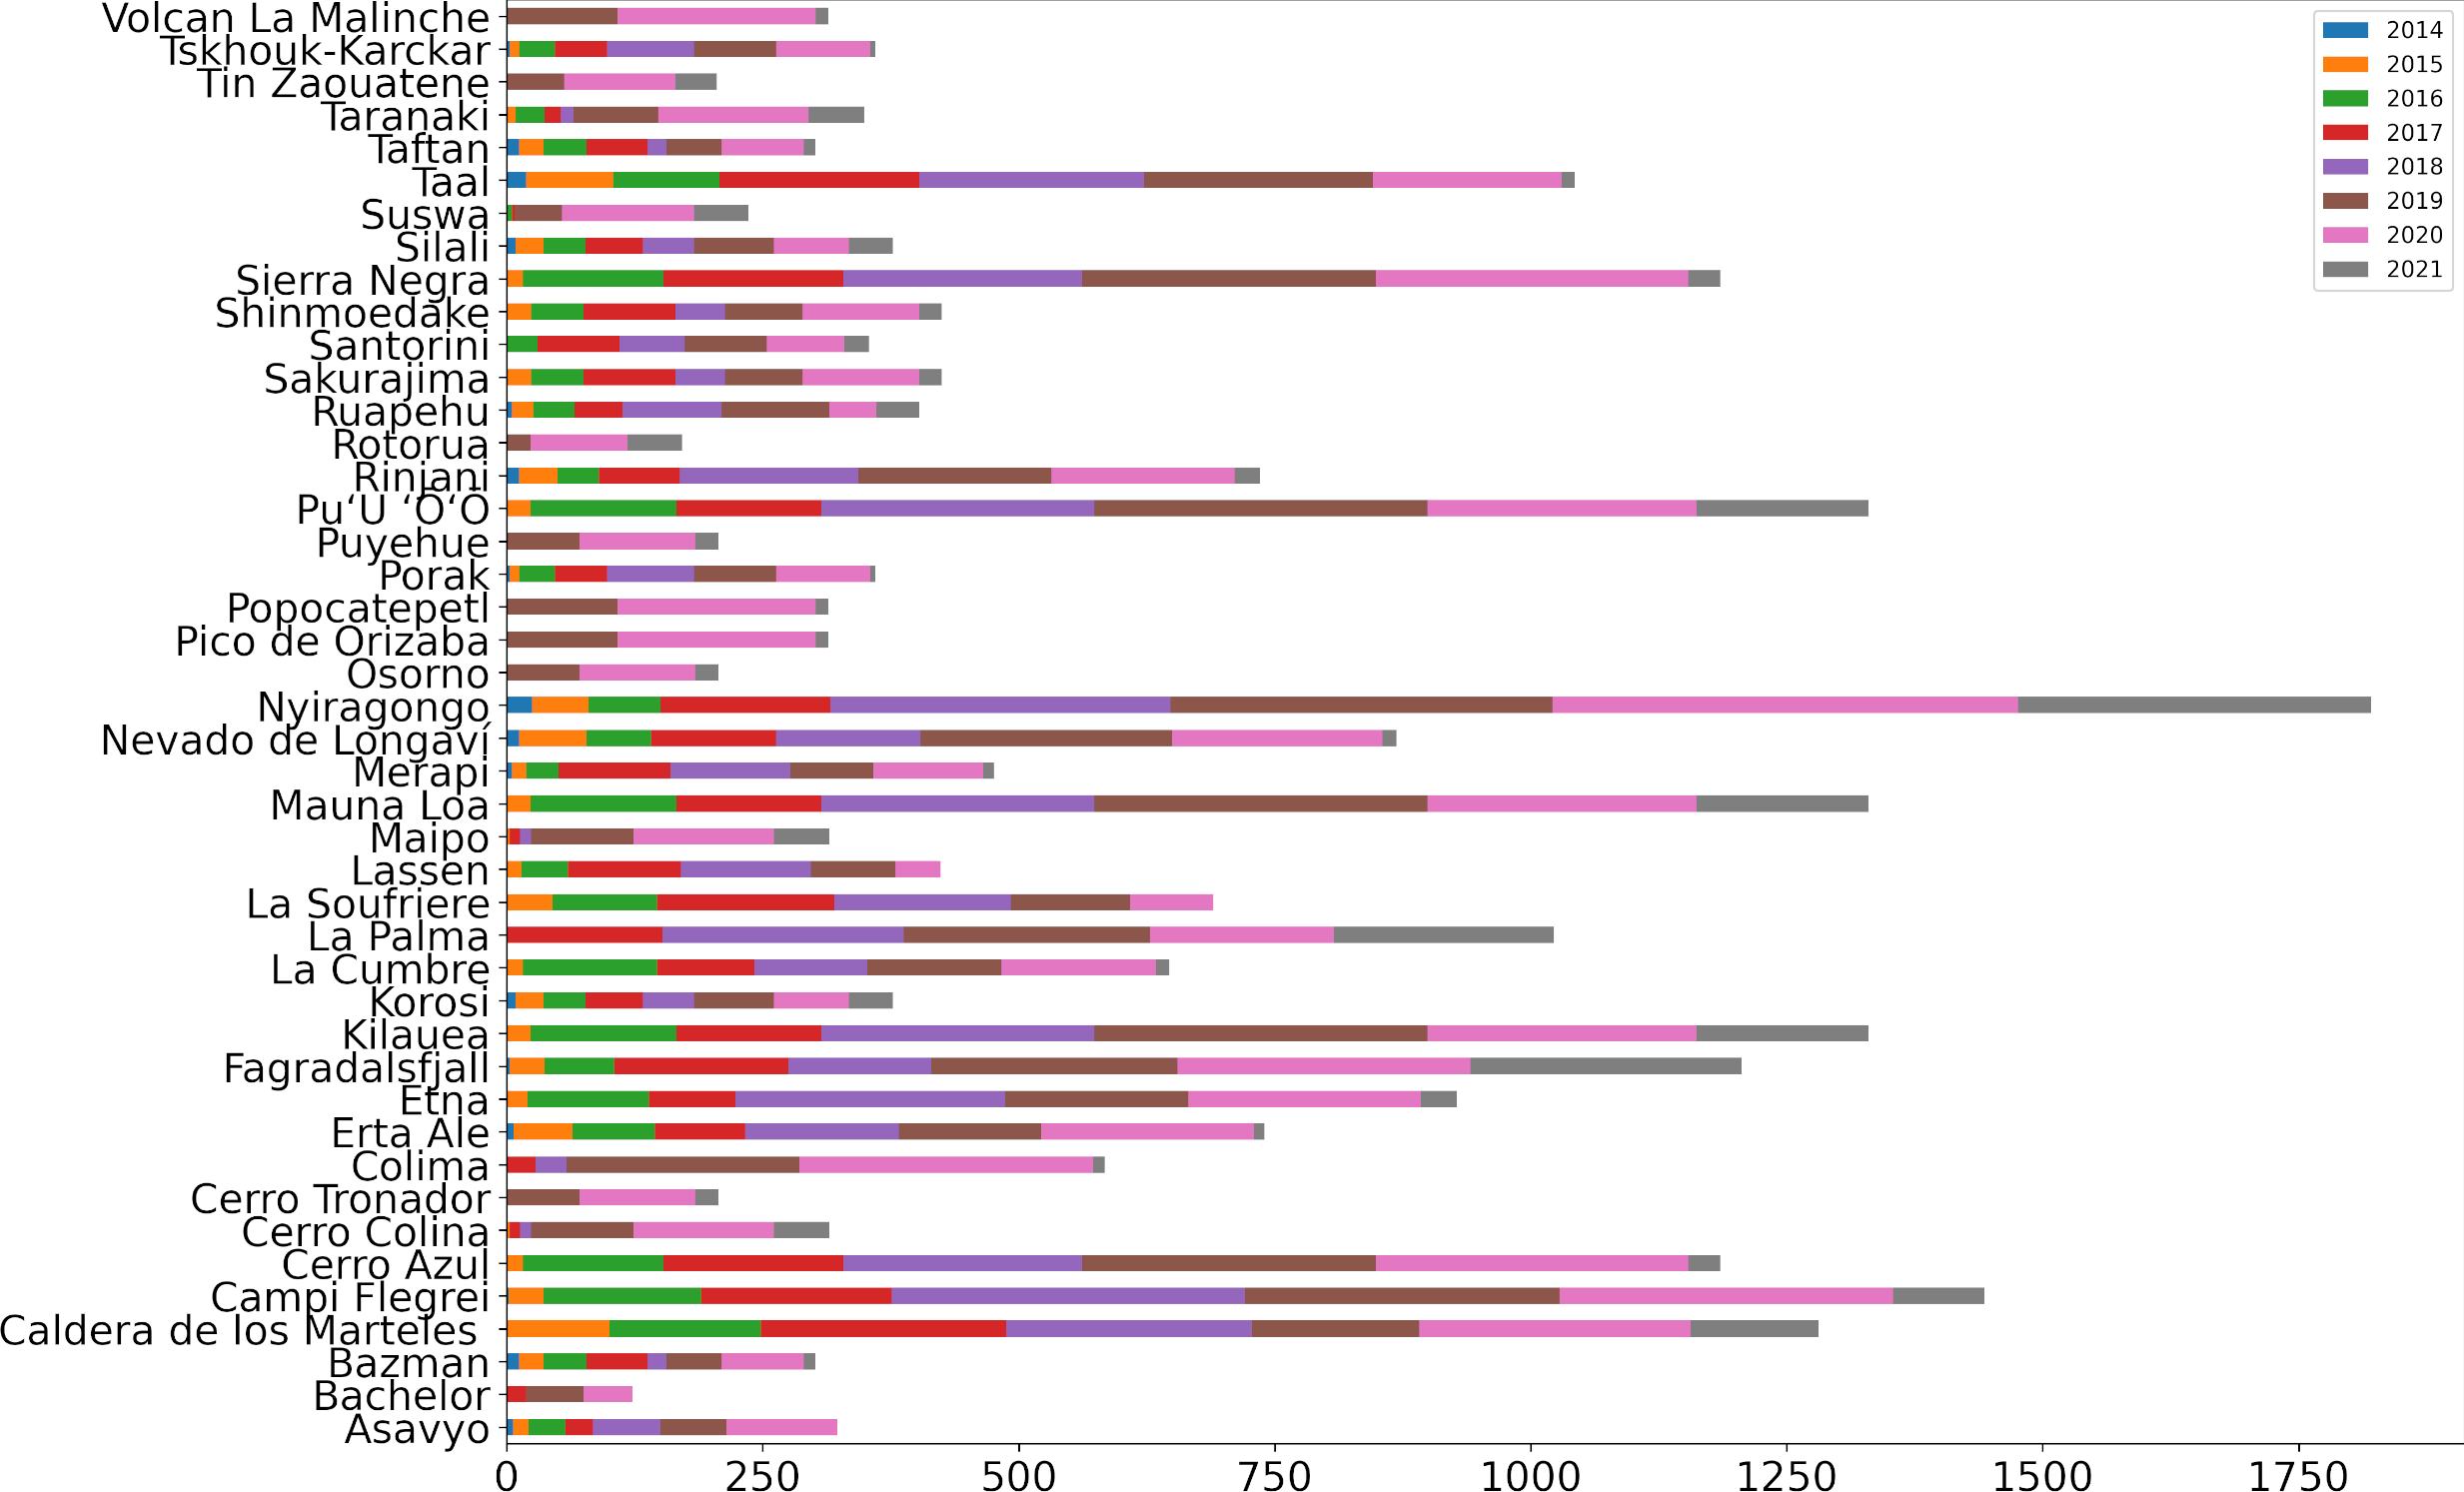 Volcan La Malinche
Tskhouk-Karckar
Tin Zaouatene
Taranaki
Taftan
Taal
Suswa
Silali
Sierra Negra
Shinmoedake
Santorini
Sakurajima
Ruapehu
Rotorua
Rinjani
Pu‘U ‘Ō‘Ō
Puyehue
Porak
Popocatepetl
Pico de Orizaba
Osorno
Nyiragongo
Nevado de Longaví
Merapi
Mauna Loa
Maipo
Lassen
La Soufriere
La Palma
La Cumbre
Korosi
Kilauea
Fagradalsfjall
Etna
Erta Ale
Colima
Cerro Tronador
Cerro Colina
Cerro Azul
Campi Flegrei
Caldera de los Marteles
Bazman
Bachelor
Asavyo
0 250 500 750 1000 1250 1500 1750
2014
2015
2016
2017
2018
2019
2020
2021